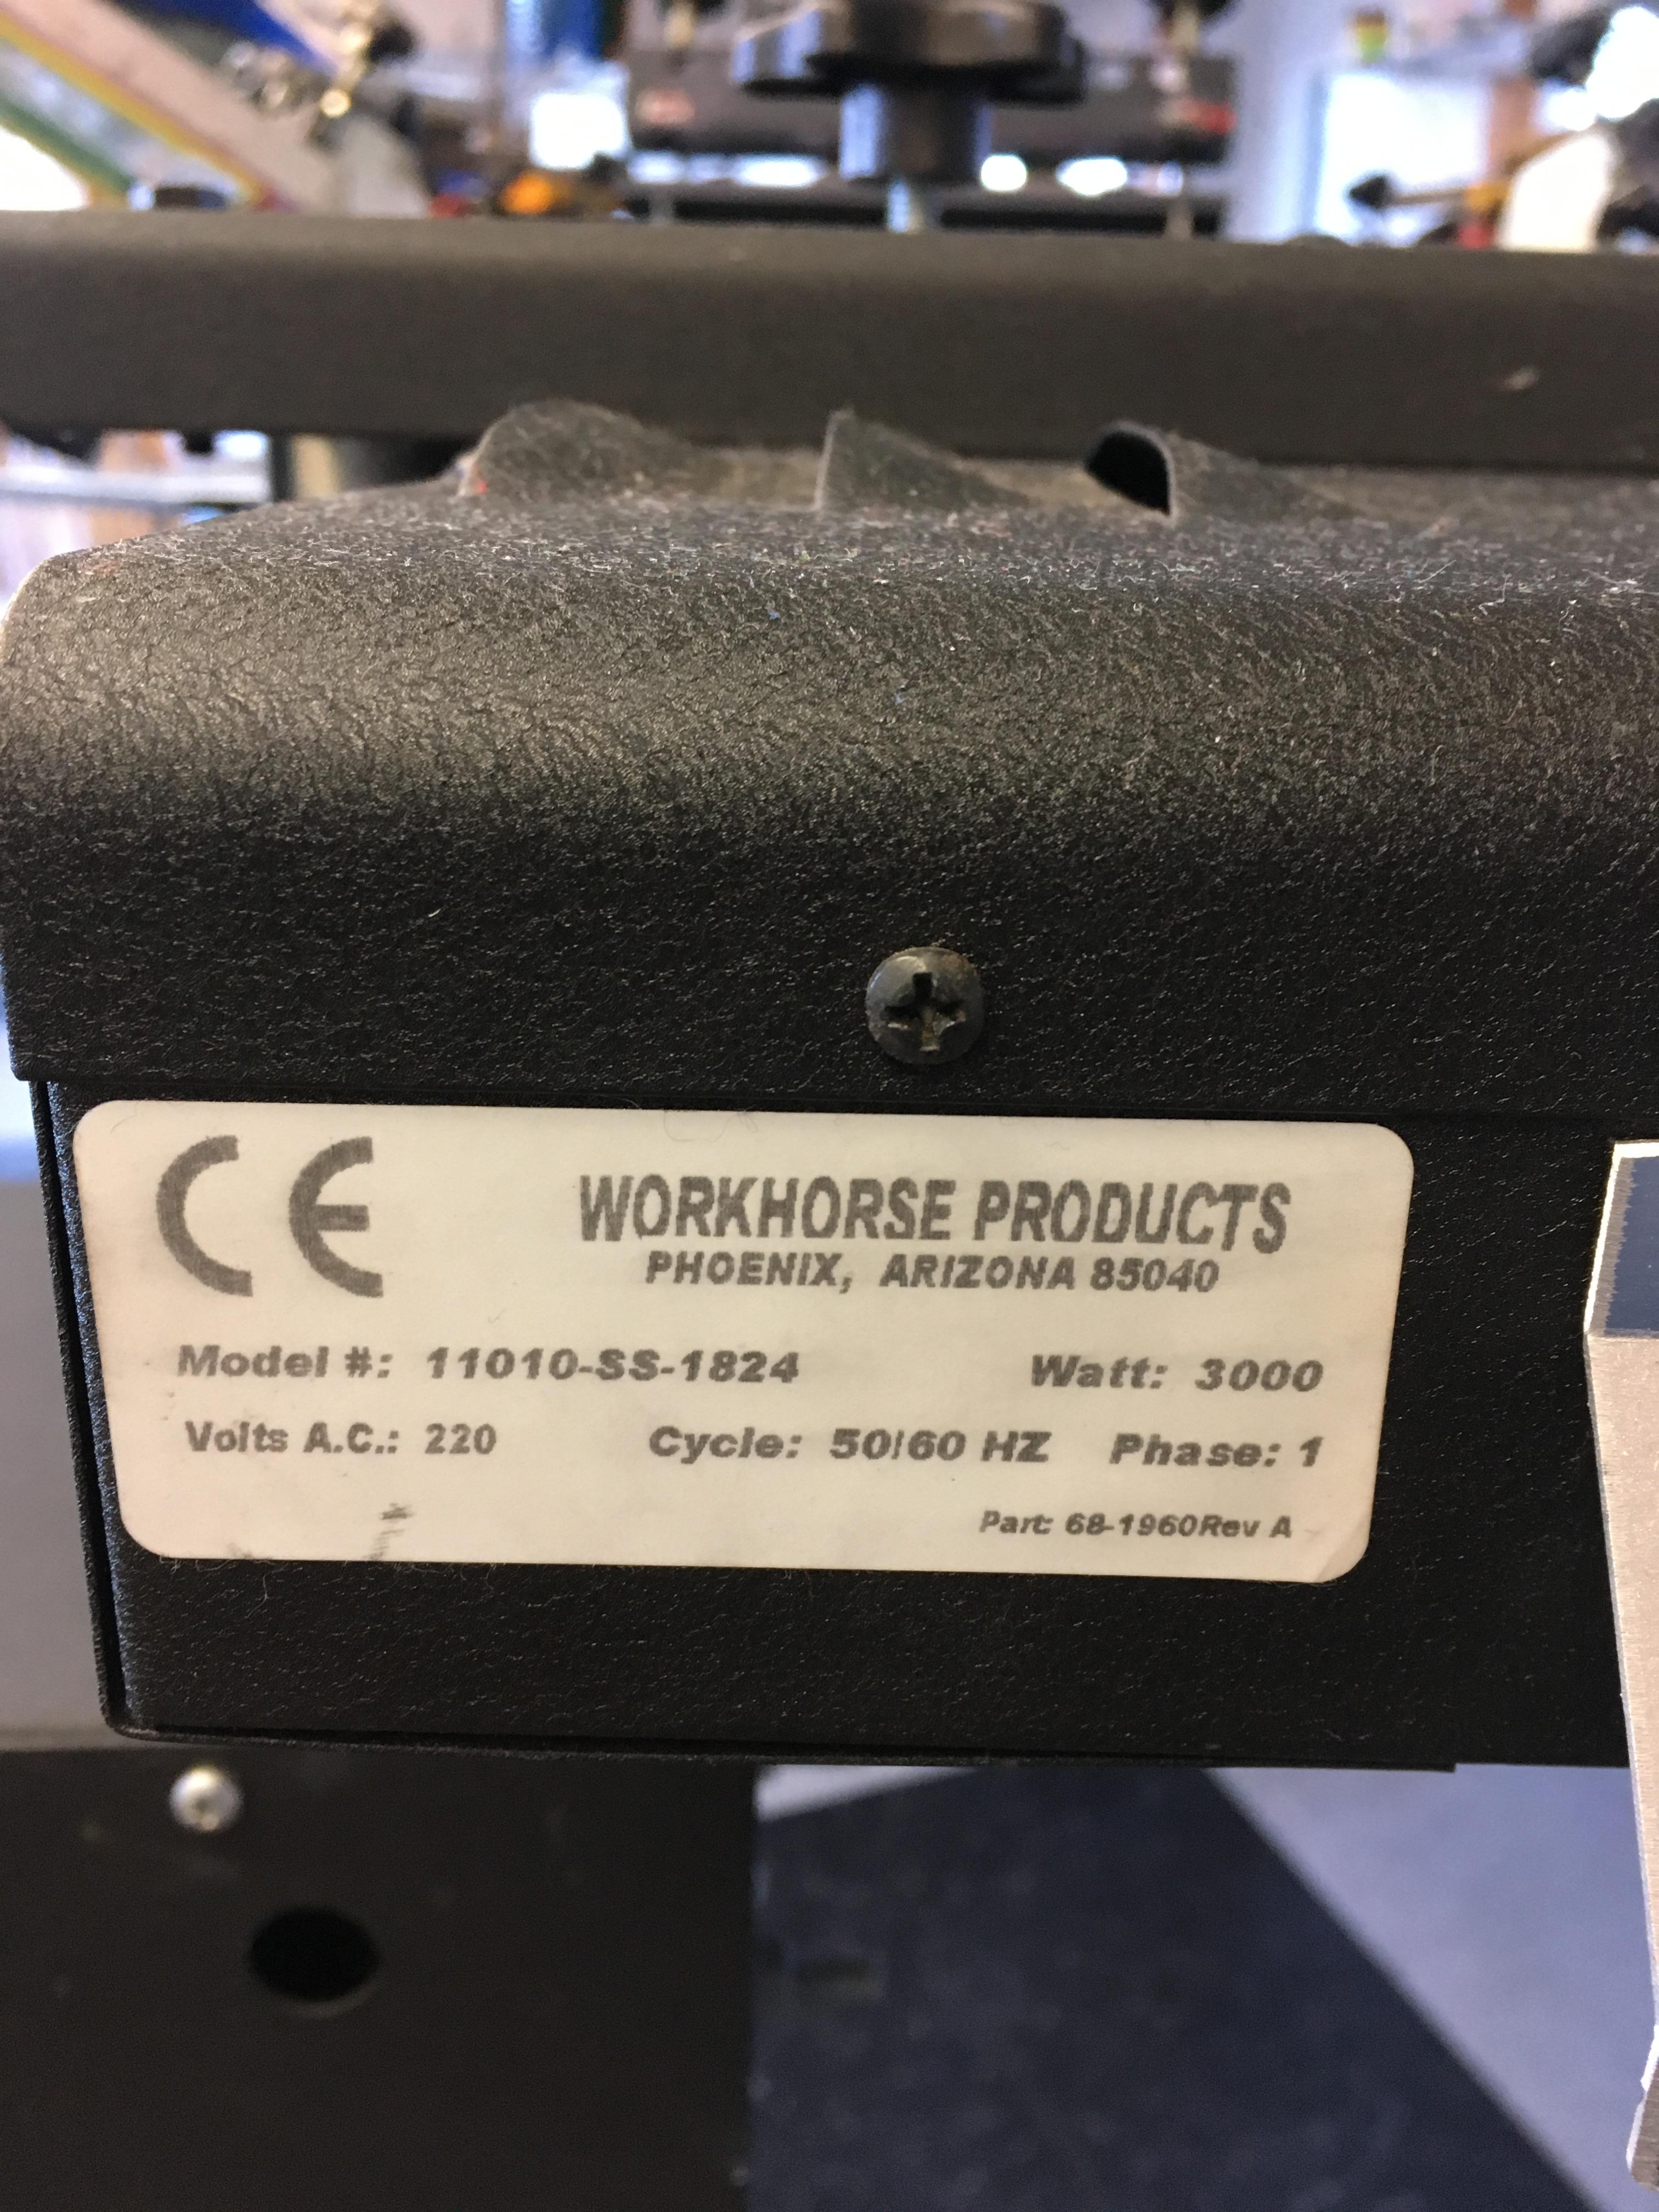 CE
WORKHORSE PRODUCTS
PHOENIX, ARIZONA 85040
Model #: 11010-SS-1824 Watt: 3000
Volts A.C.: 220 Cycle: 50/60 HZ Phase: 1
Part: 68-1960Rev A